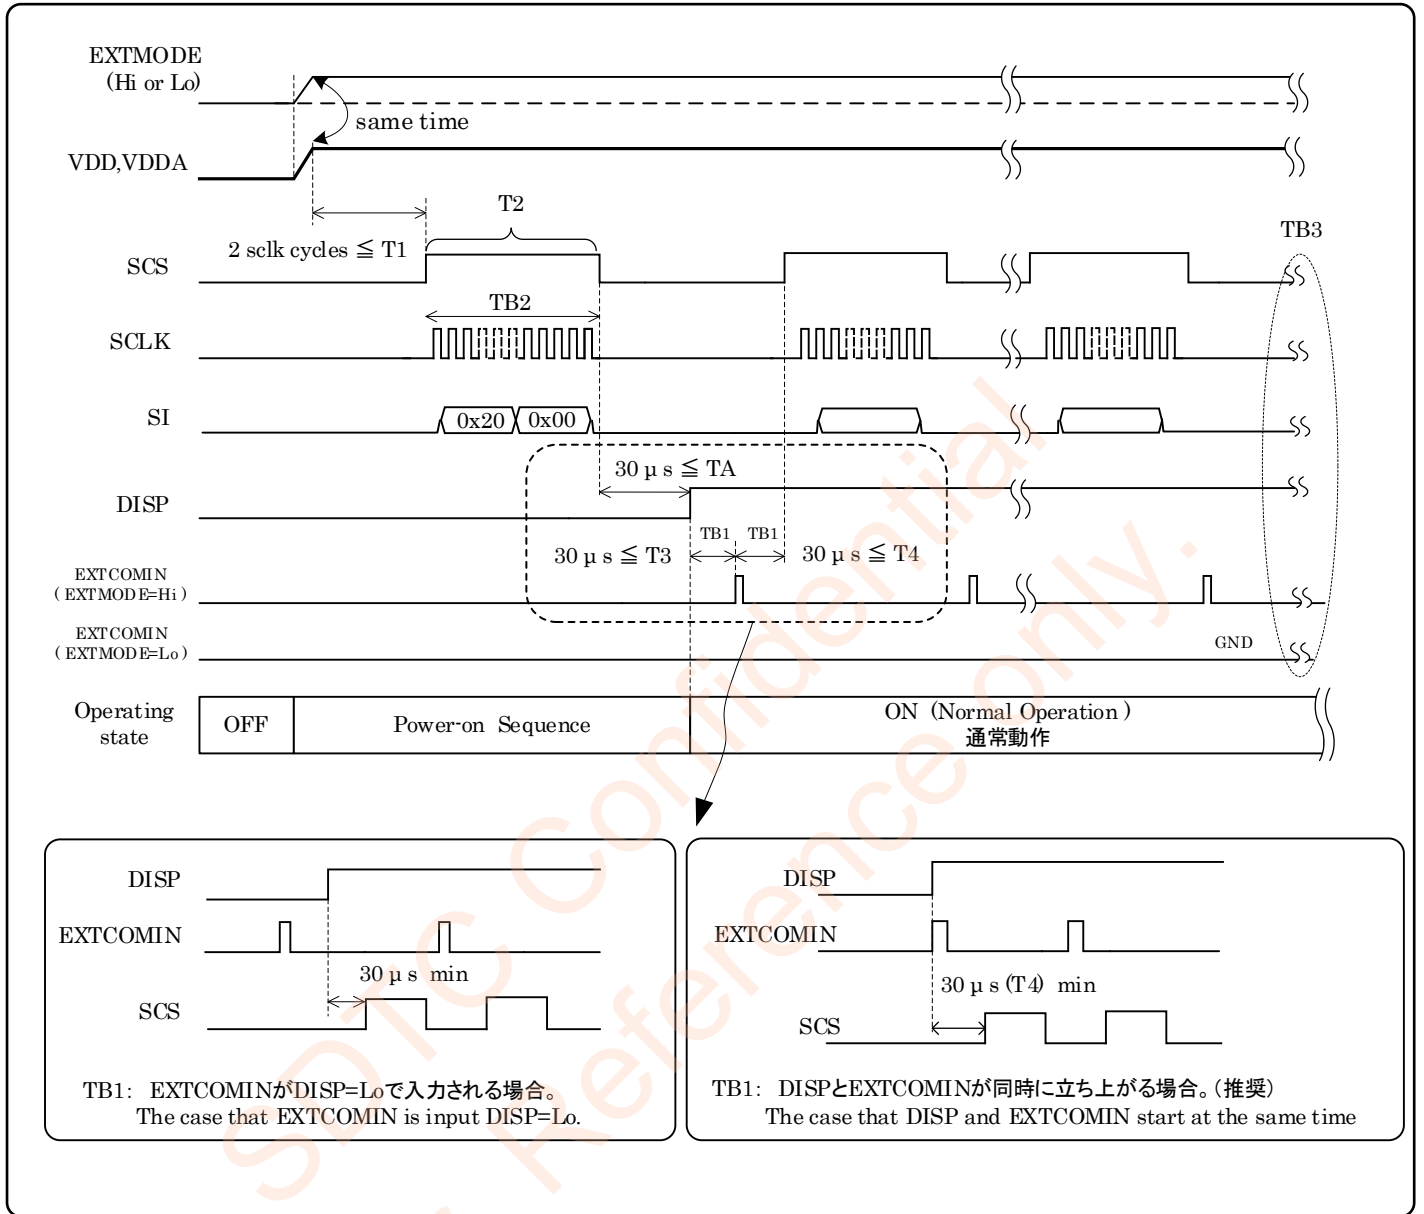 EXTMODE
(Hi or Lo)
same time
VDD,VDDA
T2
2 sclk cycles ≦ T1
TB3
SCS
TB2
SCLK
SI
0x20
0x00
30 μ s ≦ TA
DISP
TB1
TB1
30 μ s ≦ T3
30 μ s ≦ T4
EXTCOMIN
( EXTMODE=Hi )
EXTCOMIN
( EXTMODE=Lo )
GND
Operating
state
OFF
Power-on Sequence
ON (Normal Operation )
通常動作
DISP
EXTCOMIN
30 μ s min
SCS
TB1: EXTCOMINがDISP=Loで入力される場合。
The case that EXTCOMIN is input DISP=Lo.
DISP
EXTCOMIN
30 μ s (T4) min
SCS
TB1: DISPとEXTCOMINが同時に立ち上がる場合。（推奨）
The case that DISP and EXTCOMIN start at the same time
SDTC Confidential
Reference only.